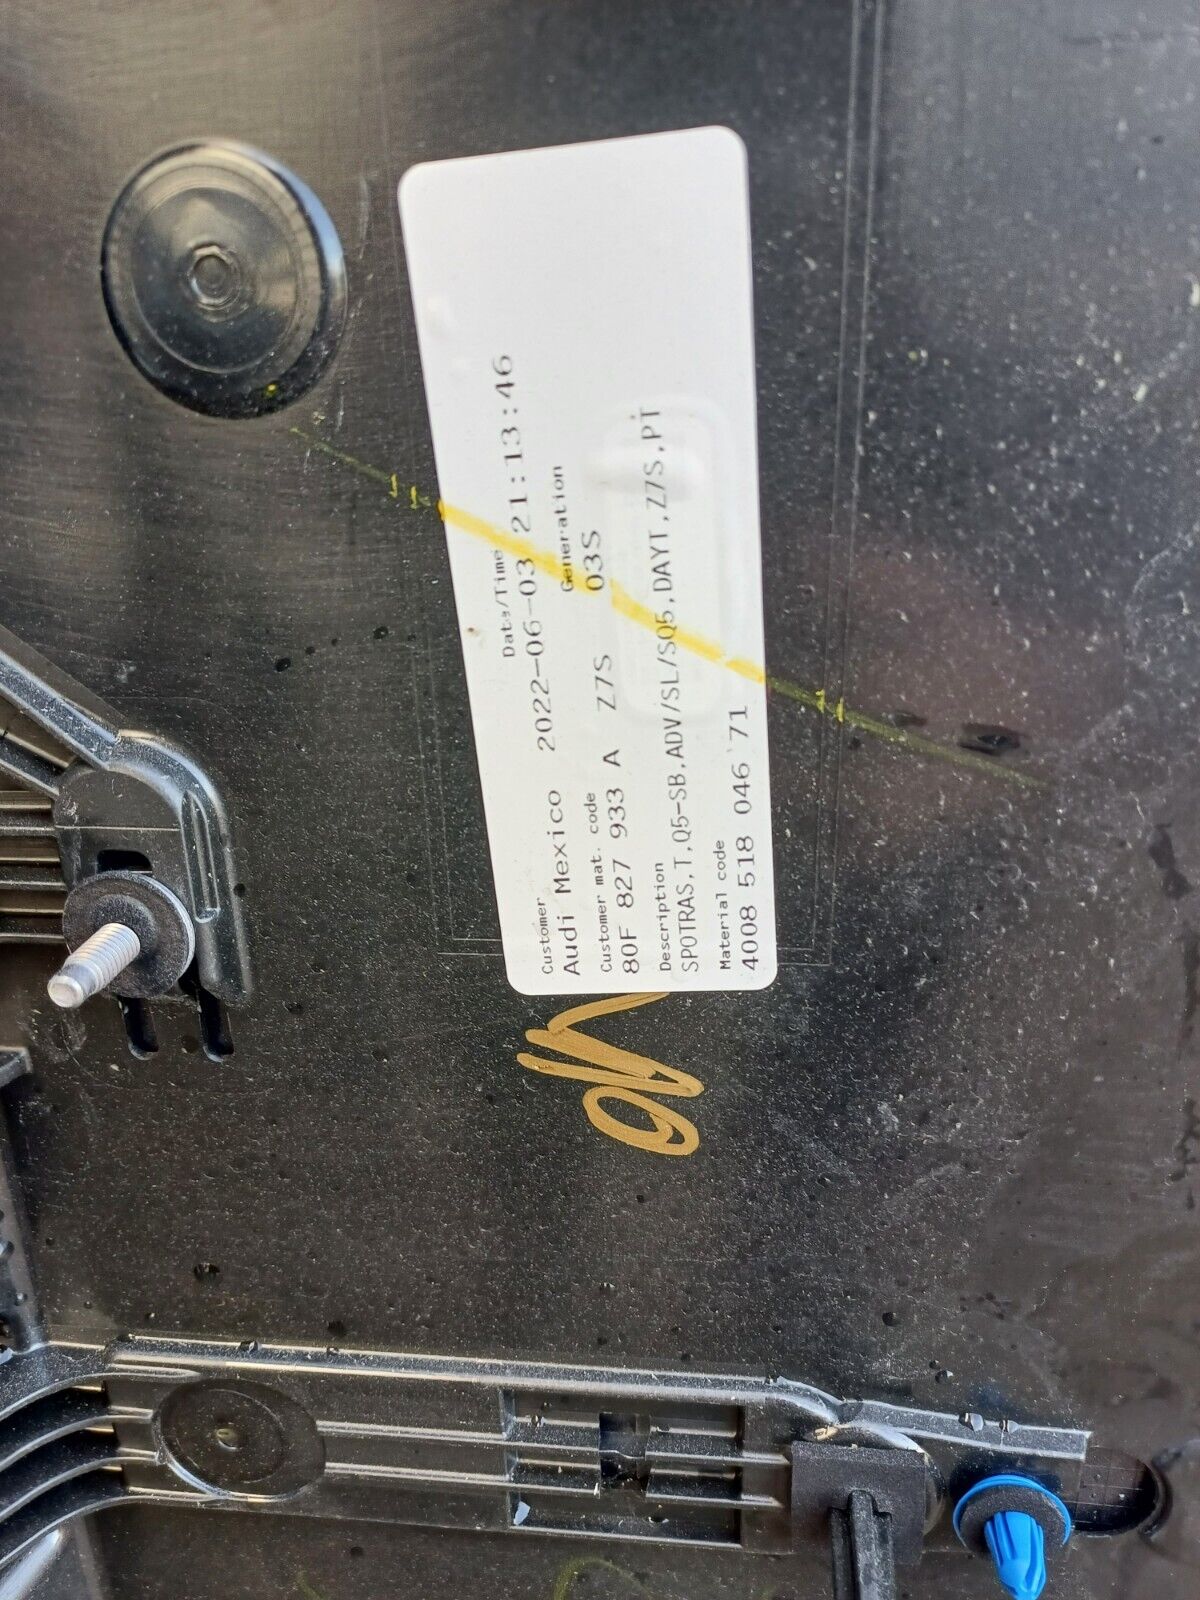 Customer Date/Time
Audi Mexico 2022-06-03 21:13:46
Customer mat. code Generation
80F 827 933 A Z7S 03S
Description
SPOTRAS,T,Q5-SB,ADV/SL/SQ5,DAYT,Z7S,PT
Material code
4008 518 046 71